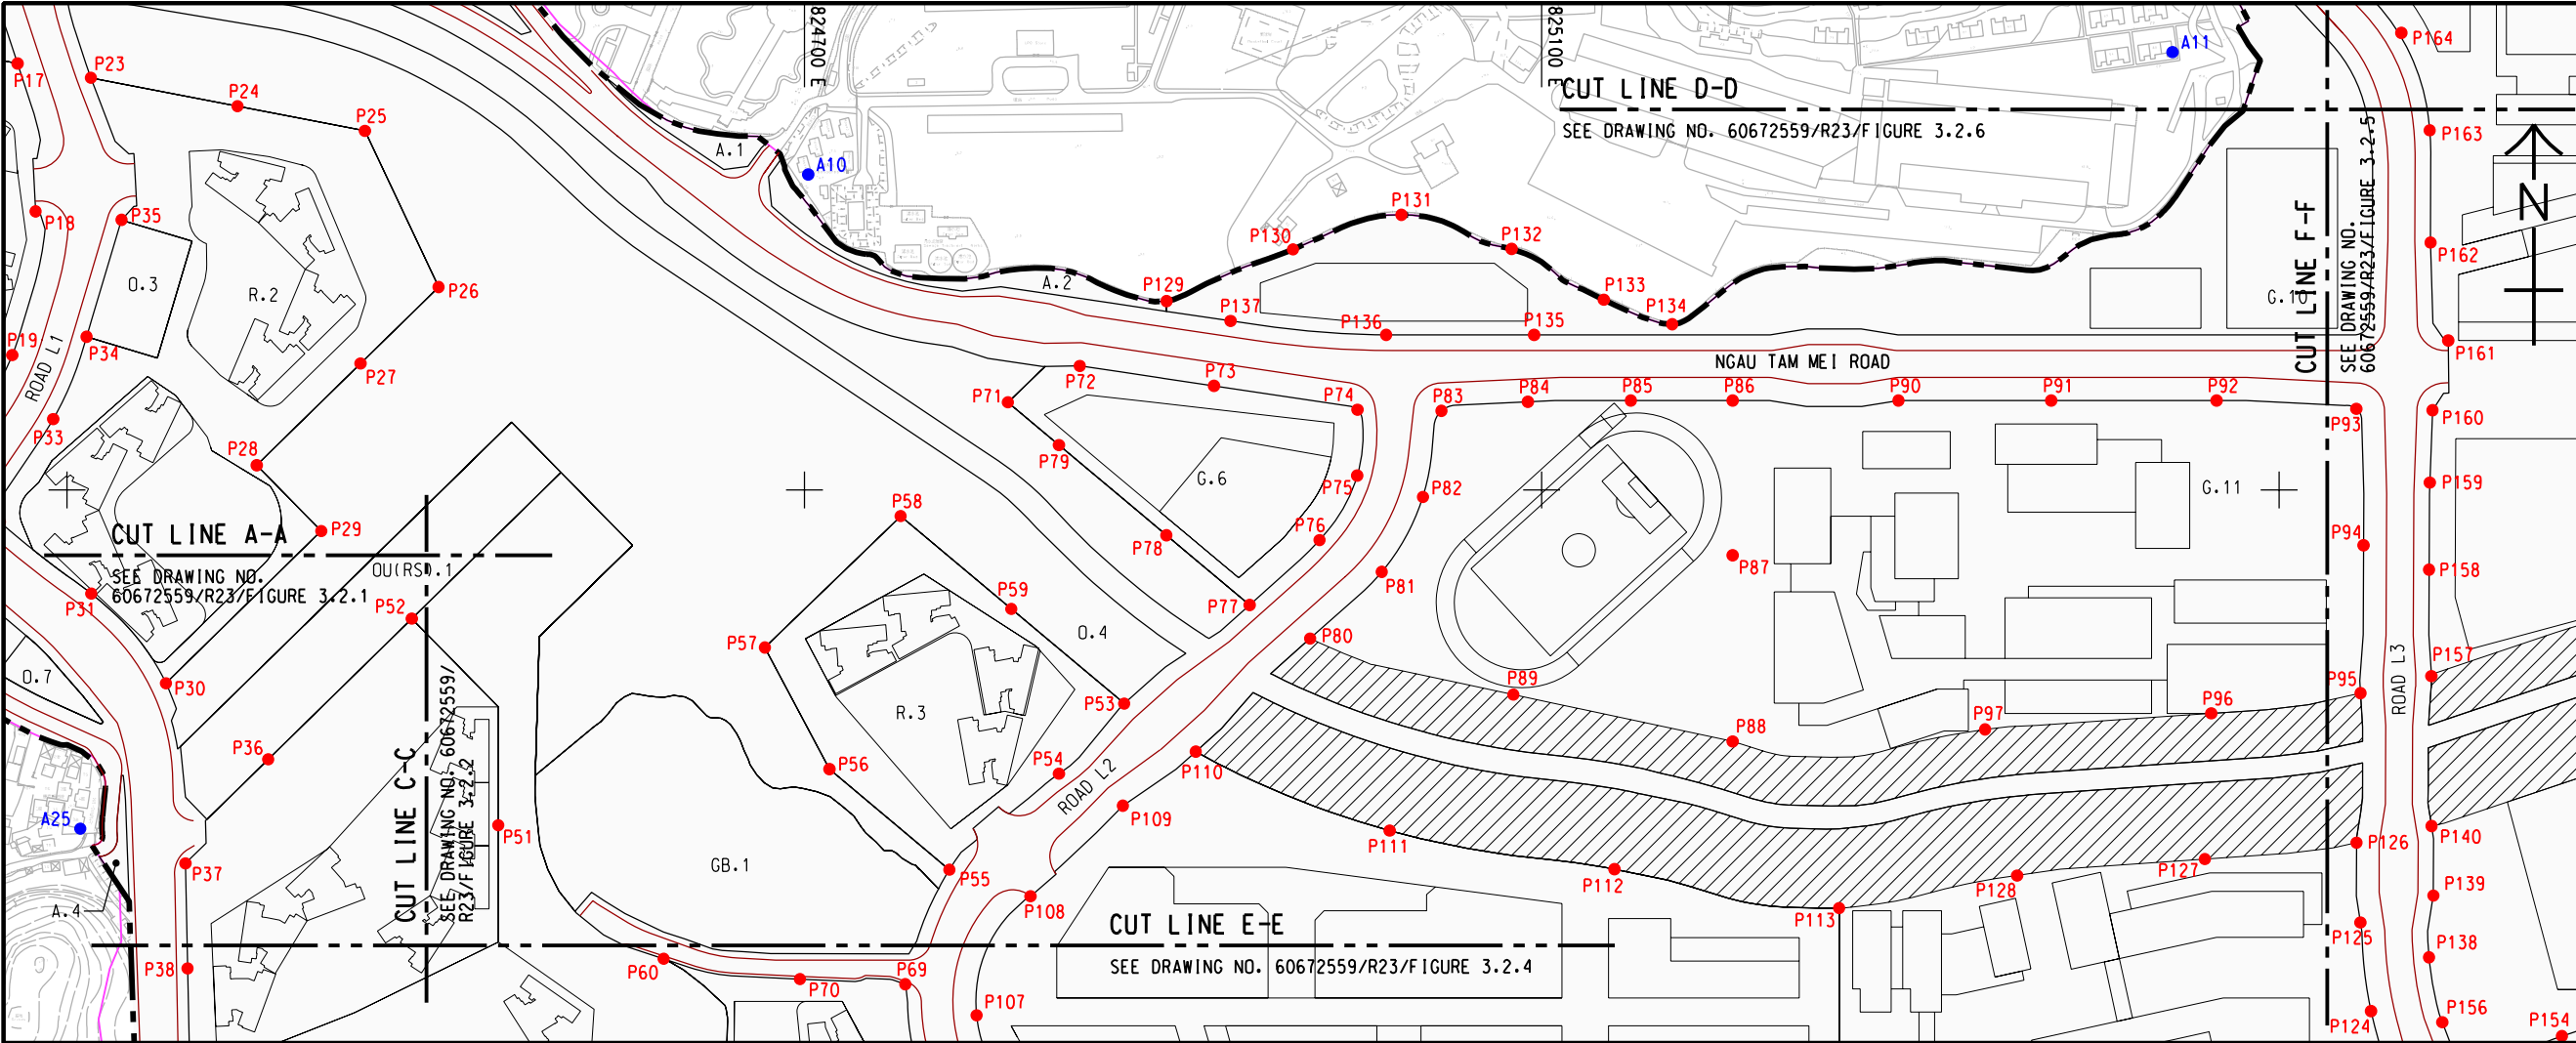 824700 E
825100 E
CUT LINE D-D
SEE DRAWING NO. 60672559/R23/FIGURE 3.2.6
A11
P164
P163
P162
P161
N
P17
P23
P24
P25
A.1
A10
P18
P35
O.3
R.2
P26
P19
P34
ROAD L1
P27
P33
P28
P29
CUT LINE A-A
SEE DRAWING NO.
60672559/R23/FIGURE 3.2.1
OU(RS).1
P31
P52
O.7
P30
P36
A25
P37
A.4
P38
CUT LINE C-C
SEE DRAWING NO. 60672559/
R23/FIGURE 3.2.2
P51
GB.1
P60
P70
P69
P55
P56
P57
P58
P59
O.4
R.3
P53
P54
ROAD L2
A.2
P129
P130
P131
P132
P133
P134
P137
P136
P135
NGAU TAM MEI ROAD
G.10
CUT LINE F-F
SEE DRAWING NO.
60672559/R23/FIGURE 3.2.5
P71
P72
P73
P74
P79
G.6
P75
P76
P78
P77
P83
P84
P85
P86
P90
P91
P92
P93
P82
P81
P80
P87
G.11
P94
P160
P159
P158
P89
P88
P97
P96
P95
ROAD L3
P157
P110
P109
P111
P112
P113
P128
P127
P126
P140
P139
P108
P107
CUT LINE E-E
SEE DRAWING NO. 60672559/R23/FIGURE 3.2.4
P125
P138
P124
P156
P154